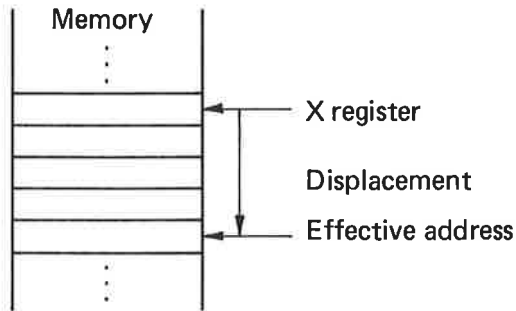 Memory
X register
Displacement
Effective address